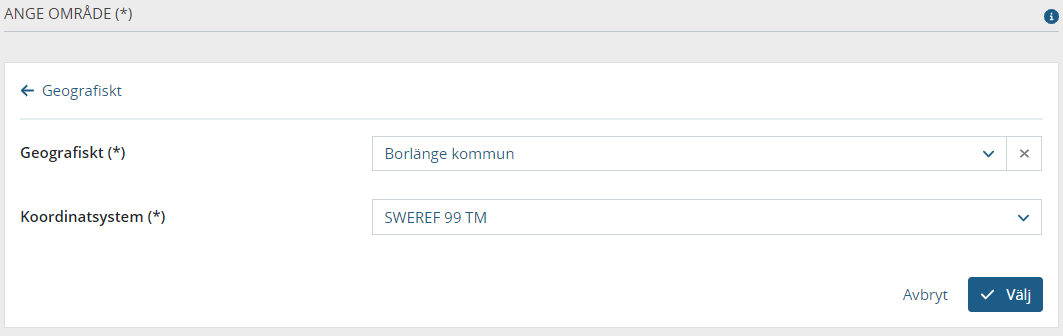 ANGE OMRÅDE (*)
Geografiskt
Geografiskt (*)
Borlänge kommun
Koordinatsystem (*)
SWEREF 99 TM
Avbryt
Välj